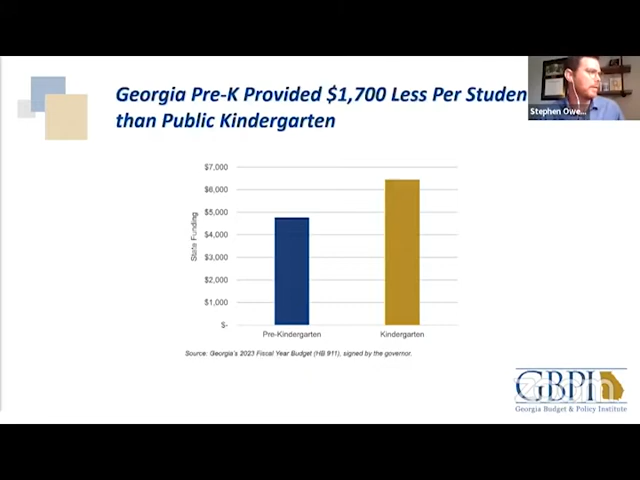 Georgia Pre-K Provided $1,700 Less Per Studen
than Public Kindergarten
Stephen Owe...
$7,000
$6,000
$5,000
$4,000
$3,000
$2,000
$1,000
$-
State Funding
Pre-Kindergarten
Kindergarten
Source: Georgia's 2023 Fiscal Year Budget (HB 911), signed by the governor.
GBPI
zoom
Georgia Budget & Policy Institute